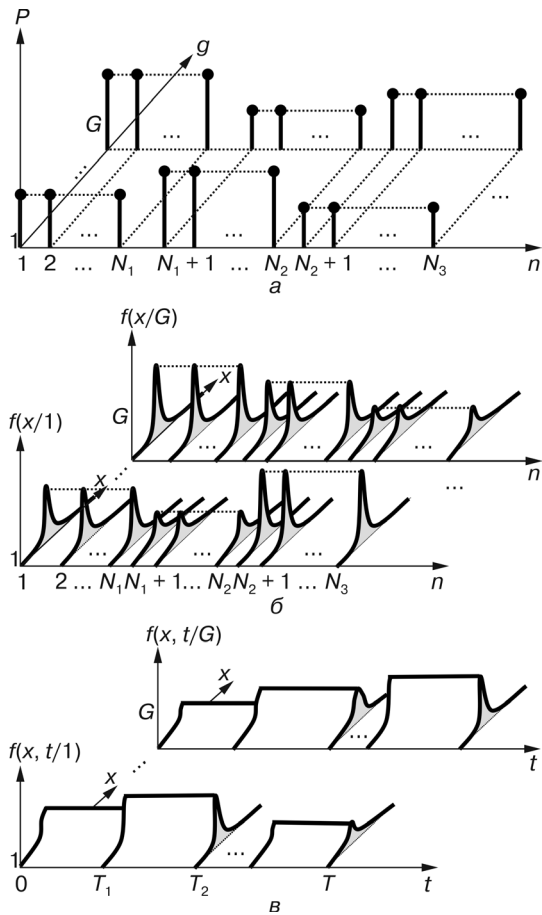 P
g
G
...
...
...
...
...
1
... ... ...
1 2 ... N₁ N₁ + 1 ... N₂ N₂ + 1 ... N₃ n
а
f(x/G)
x
G
f(x/1)
... ... ...
n
x
...
...
1
... ... ...
1 2 ... N₁ N₁ + 1 ... N₂ N₂ + 1 ... N₃ n
б
f(x, t/G)
x
G
...
t
f(x, t/1)
x
...
1
...
0 T₁ T₂ T t
в